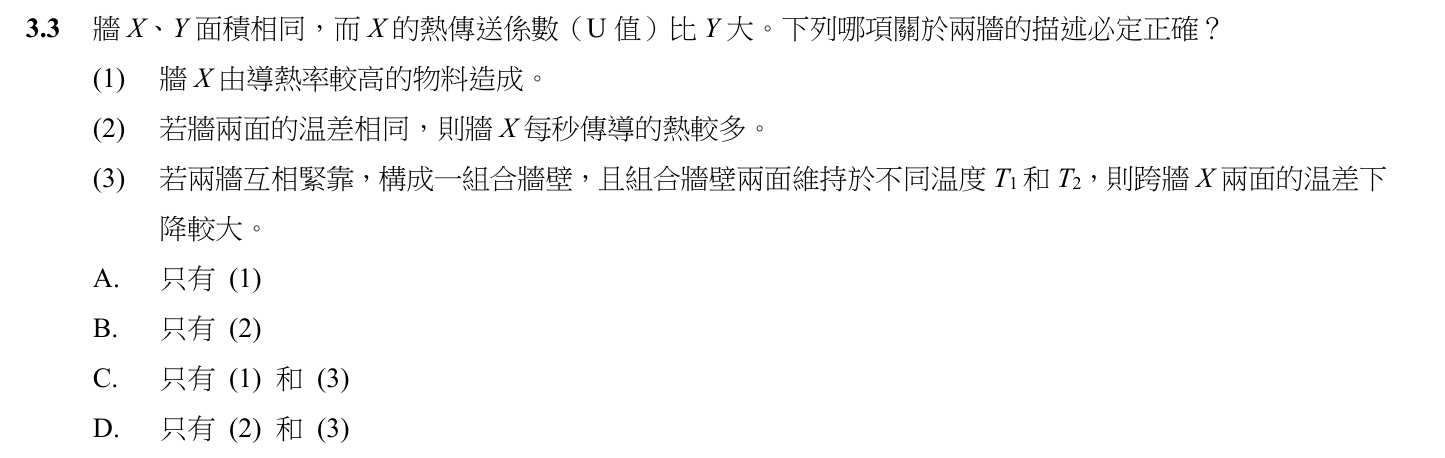 3.3 牆 X、Y 面積相同，而 X 的熱傳送係數（U 值）比 Y 大。下列哪項關於兩牆的描述必定正確？
(1) 牆 X 由導熱率較高的物料造成。
(2) 若牆兩面的温差相同，則牆 X 每秒傳導的熱較多。
(3) 若兩牆互相緊靠，構成一組合牆壁，且組合牆壁兩面維持於不同温度 T1 和 T2，則跨牆 X 兩面的温差下
降較大。
A. 只有 (1)
B. 只有 (2)
C. 只有 (1) 和 (3)
D. 只有 (2) 和 (3)